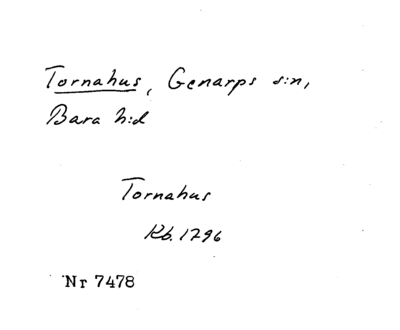 Tornahus, Genarps s:n,
Bara h:d
Tornahus
Kb. 1796
Nr 7478